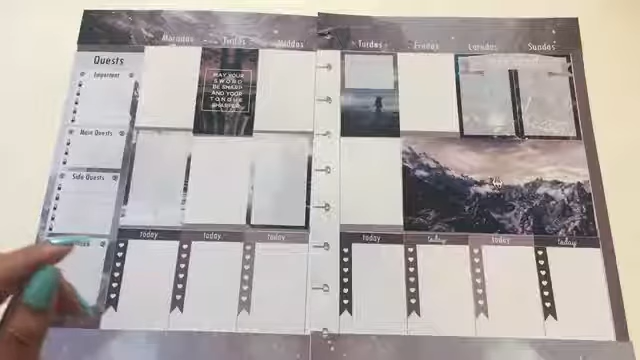 Morndas
Tirdas
Middas
Turdas
Fredas
Loredas
Sundas
Quests
Important
Main Quests
Side Quests
MAY YOUR
SWORD
BE SHARP
AND YOUR
TONGUE
SHARPER
today
today
today
today
today
today
today